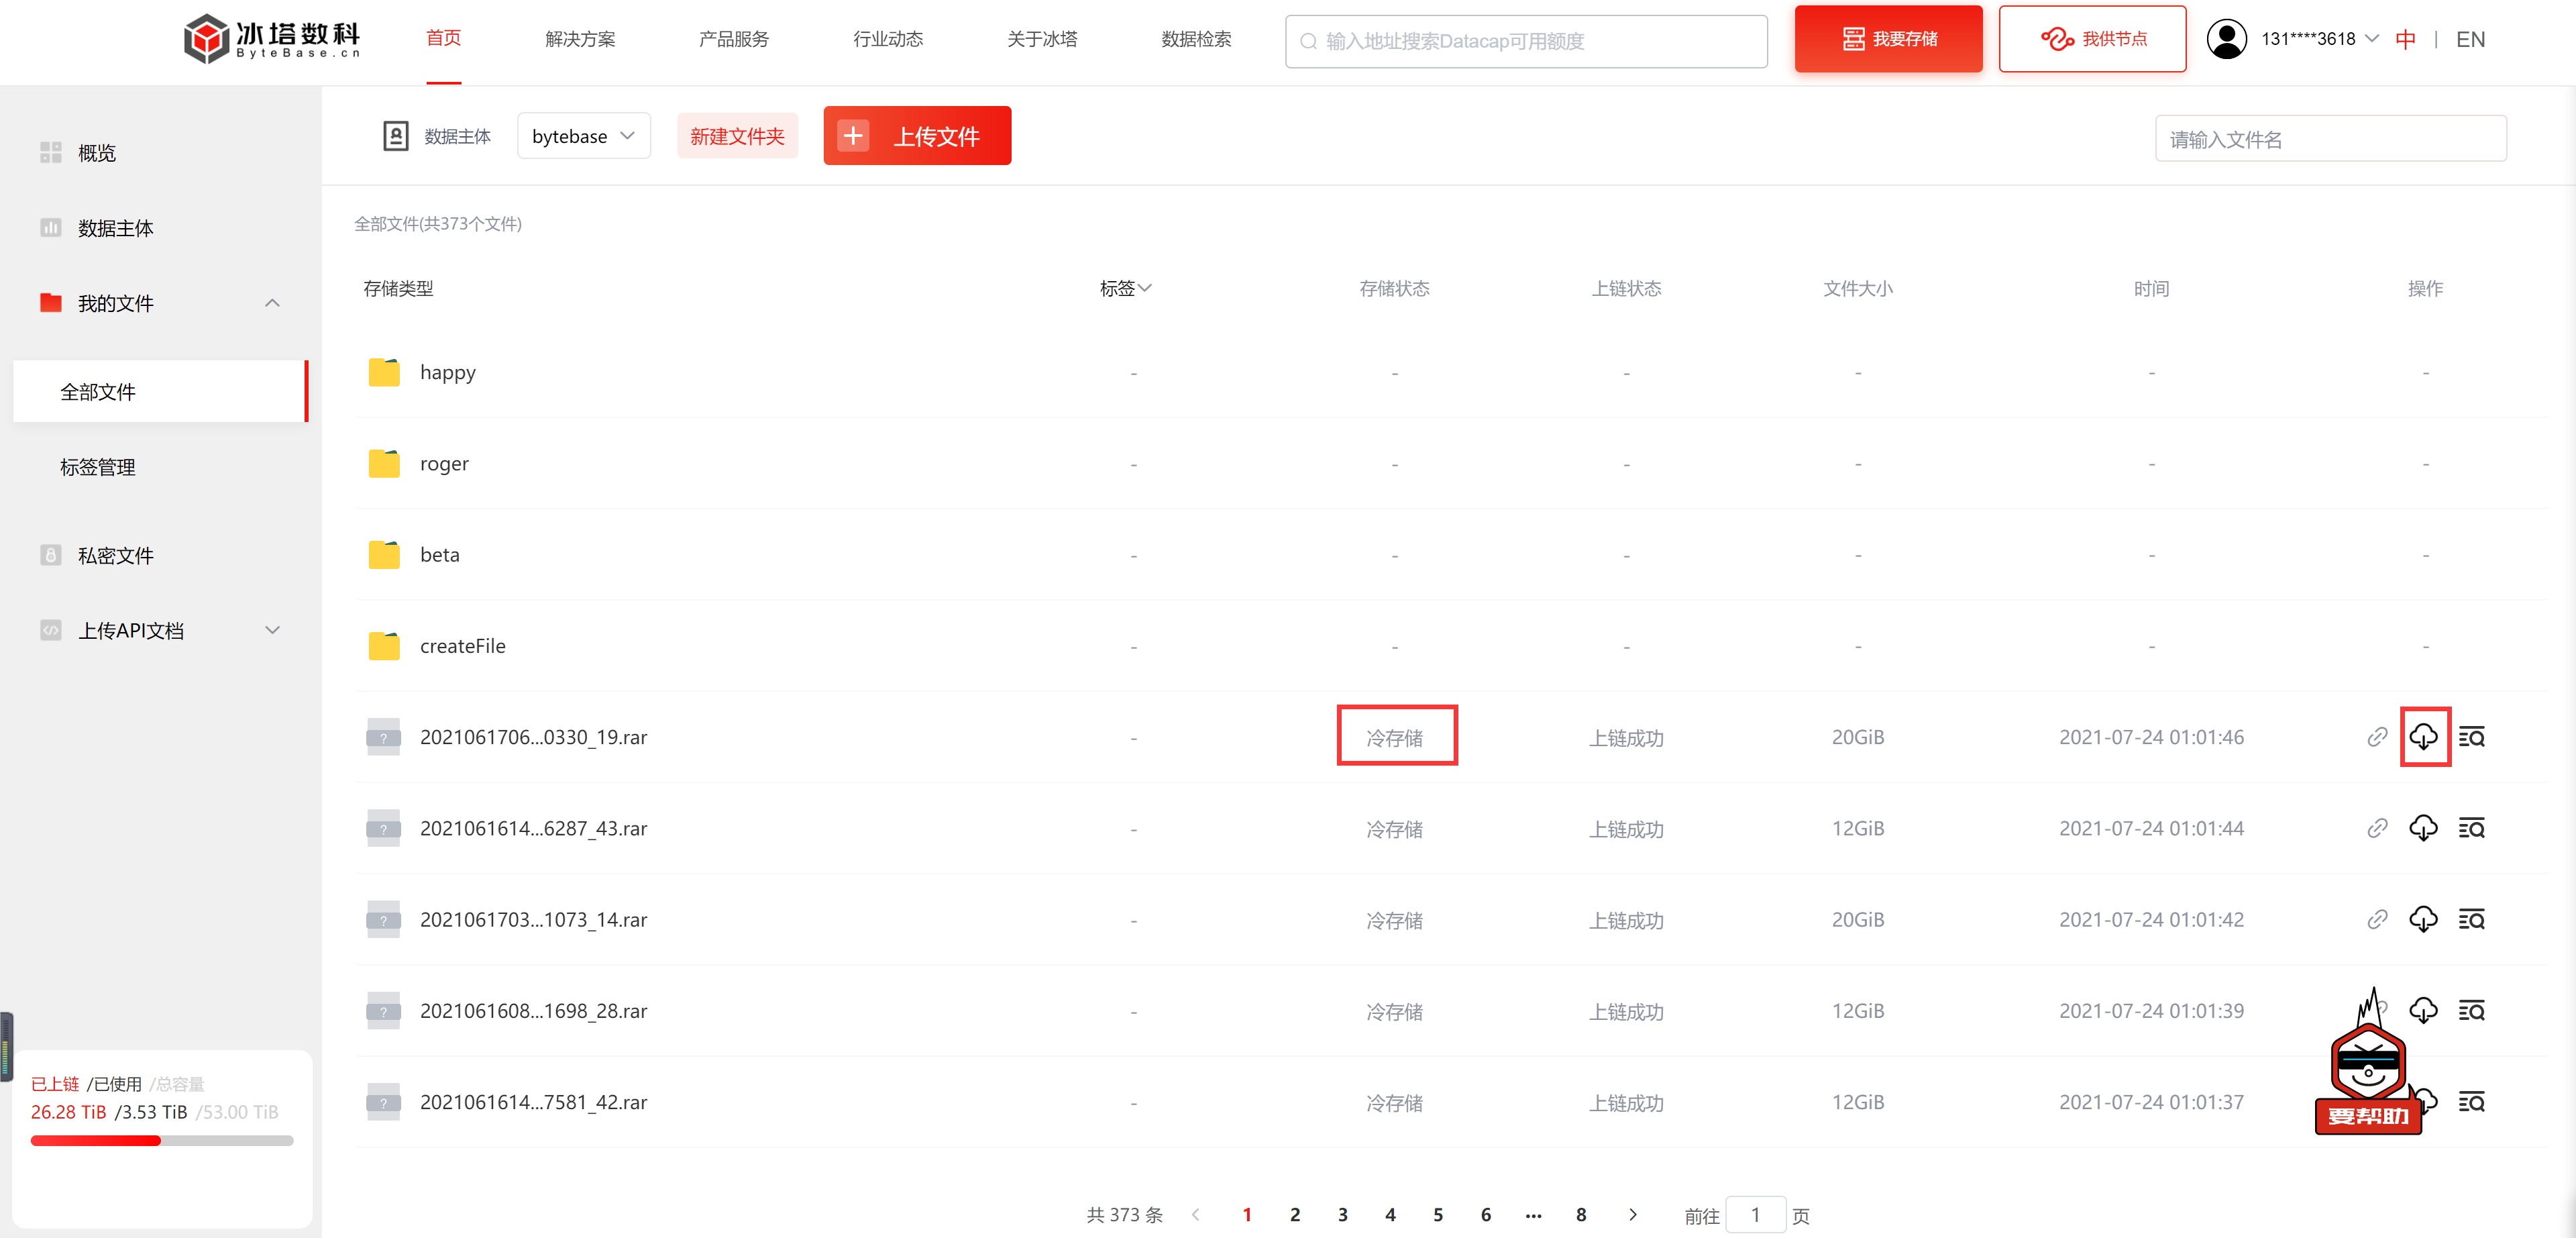 冰塔数科
ByteBase.cn
首页
解决方案
产品服务
行业动态
关于冰塔
数据检索
输入地址搜索Datacap可用额度
我要存储
我供节点
131****3618
中 | EN
概览
数据主体
我的文件
全部文件
标签管理
私密文件
上传API文档
已上链 /已使用 /总容量
26.28 TiB /3.53 TiB /53.00 TiB
数据主体
bytebase
新建文件夹
上传文件
请输入文件名
全部文件(共373个文件)
存储类型 标签 存储状态 上链状态 文件大小 时间 操作
happy - - - - - -
roger - - - - - -
beta - - - - - -
createFile - - - - - -
2021061706...0330_19.rar - 冷存储 上链成功 20GiB 2021-07-24 01:01:46
2021061614...6287_43.rar - 冷存储 上链成功 12GiB 2021-07-24 01:01:44
2021061703...1073_14.rar - 冷存储 上链成功 20GiB 2021-07-24 01:01:42
2021061608...1698_28.rar - 冷存储 上链成功 12GiB 2021-07-24 01:01:39
2021061614...7581_42.rar - 冷存储 上链成功 12GiB 2021-07-24 01:01:37
要帮助
共 373 条 1 2 3 4 5 6 ... 8 前往 1 页